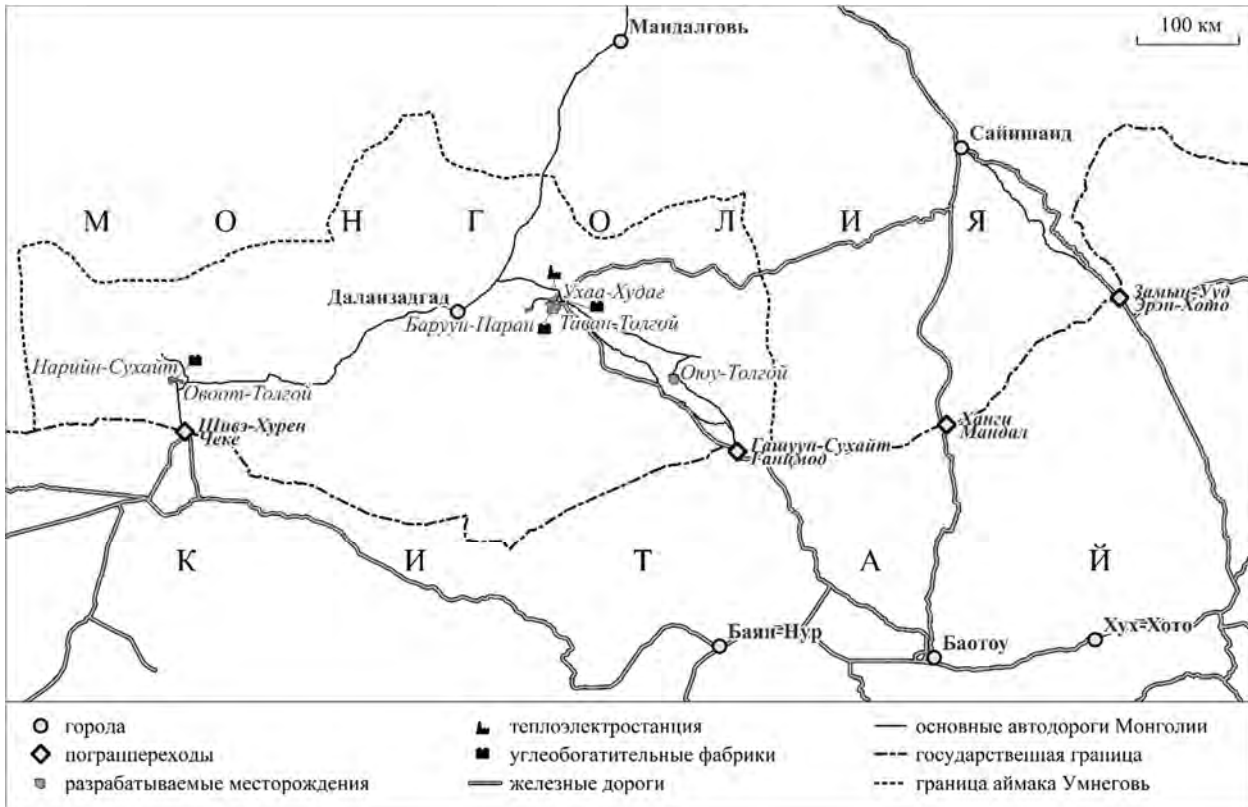 Мандалговь
100 км
Сайншанд
М О Н Г О Л И Я
Ухаа-Худаг
Замын-Ууд
Эрэн-Хото
Даланзадгад
Баруун-Наран
Таван-Толгой
Нарийн-Сухайт
Оюу-Толгой
Овоот-Толгой
Шивэ-Хурен
Чеке
Ханги
Мандал
Гашуун-Сухайт
Ганцмод
К И Т А Й
Баян-Нур
Баотоу
Хух-Хото
города
теплоэлектростанция
основные автодороги Монголии
погранпереходы
углеобогатительные фабрики
государственная граница
разрабатываемые месторождения
железные дороги
граница аймака Умнеговь